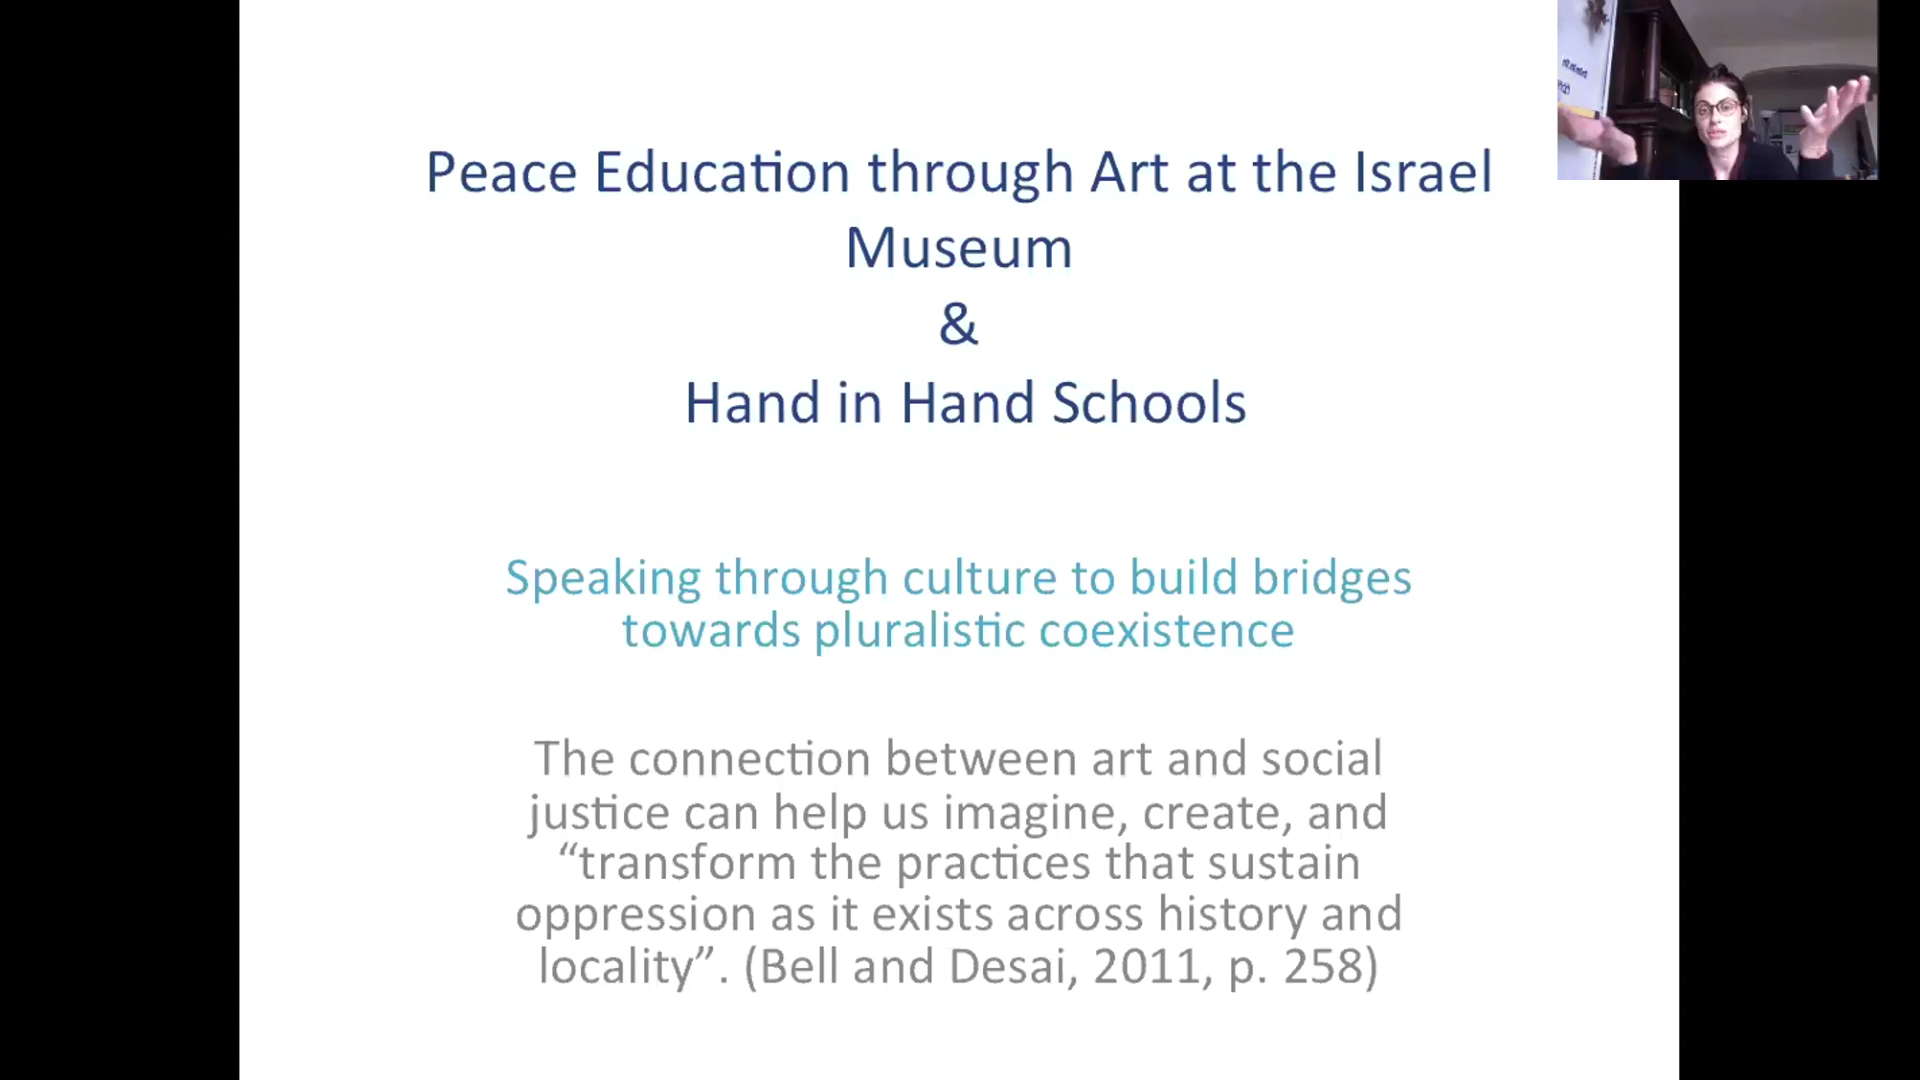 Peace Education through Art at the Israel
Museum
&
Hand in Hand Schools
Speaking through culture to build bridges
towards pluralistic coexistence
The connection between art and social
justice can help us imagine, create, and
“transform the practices that sustain
oppression as it exists across history and
locality”. (Bell and Desai, 2011, p. 258)